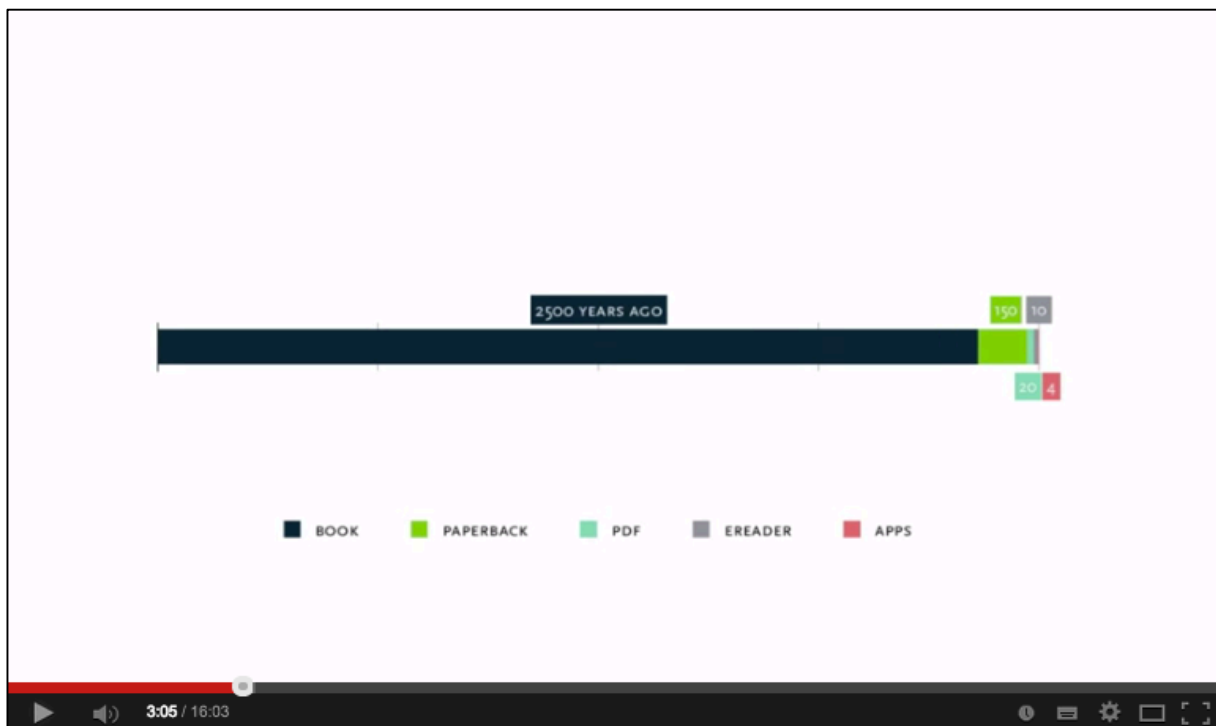 2500 YEARS AGO
150
10
20
4
BOOK
PAPERBACK
PDF
EREADER
APPS
3:05 / 16:03